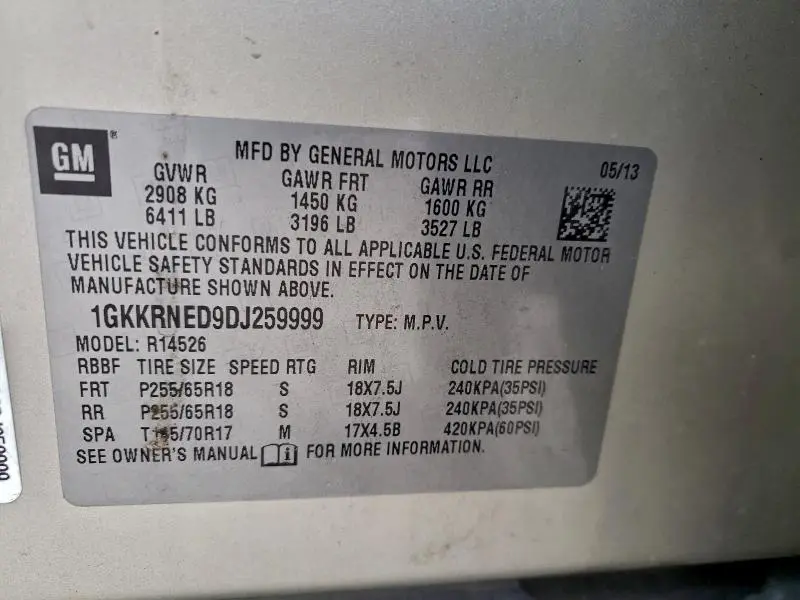 GM®
MFD BY GENERAL MOTORS LLC 05/13
GVWR GAWR FRT GAWR RR
2908 KG 1450 KG 1600 KG
6411 LB 3196 LB 3527 LB
THIS VEHICLE CONFORMS TO ALL APPLICABLE U.S. FEDERAL MOTOR
VEHICLE SAFETY STANDARDS IN EFFECT ON THE DATE OF
MANUFACTURE SHOWN ABOVE.
1GKKRNED9DJ259999 TYPE: M.P.V.
MODEL: R14526
RBBF TIRE SIZE SPEED RTG RIM COLD TIRE PRESSURE
FRT P255/65R18 S 18X7.5J 240KPA(35PSI)
RR P255/65R18 S 18X7.5J 240KPA(35PSI)
SPA M 17X4.5B 420KPA(60PSI)
SEE OWNER'S MANUAL FOR MORE INFORMATION.